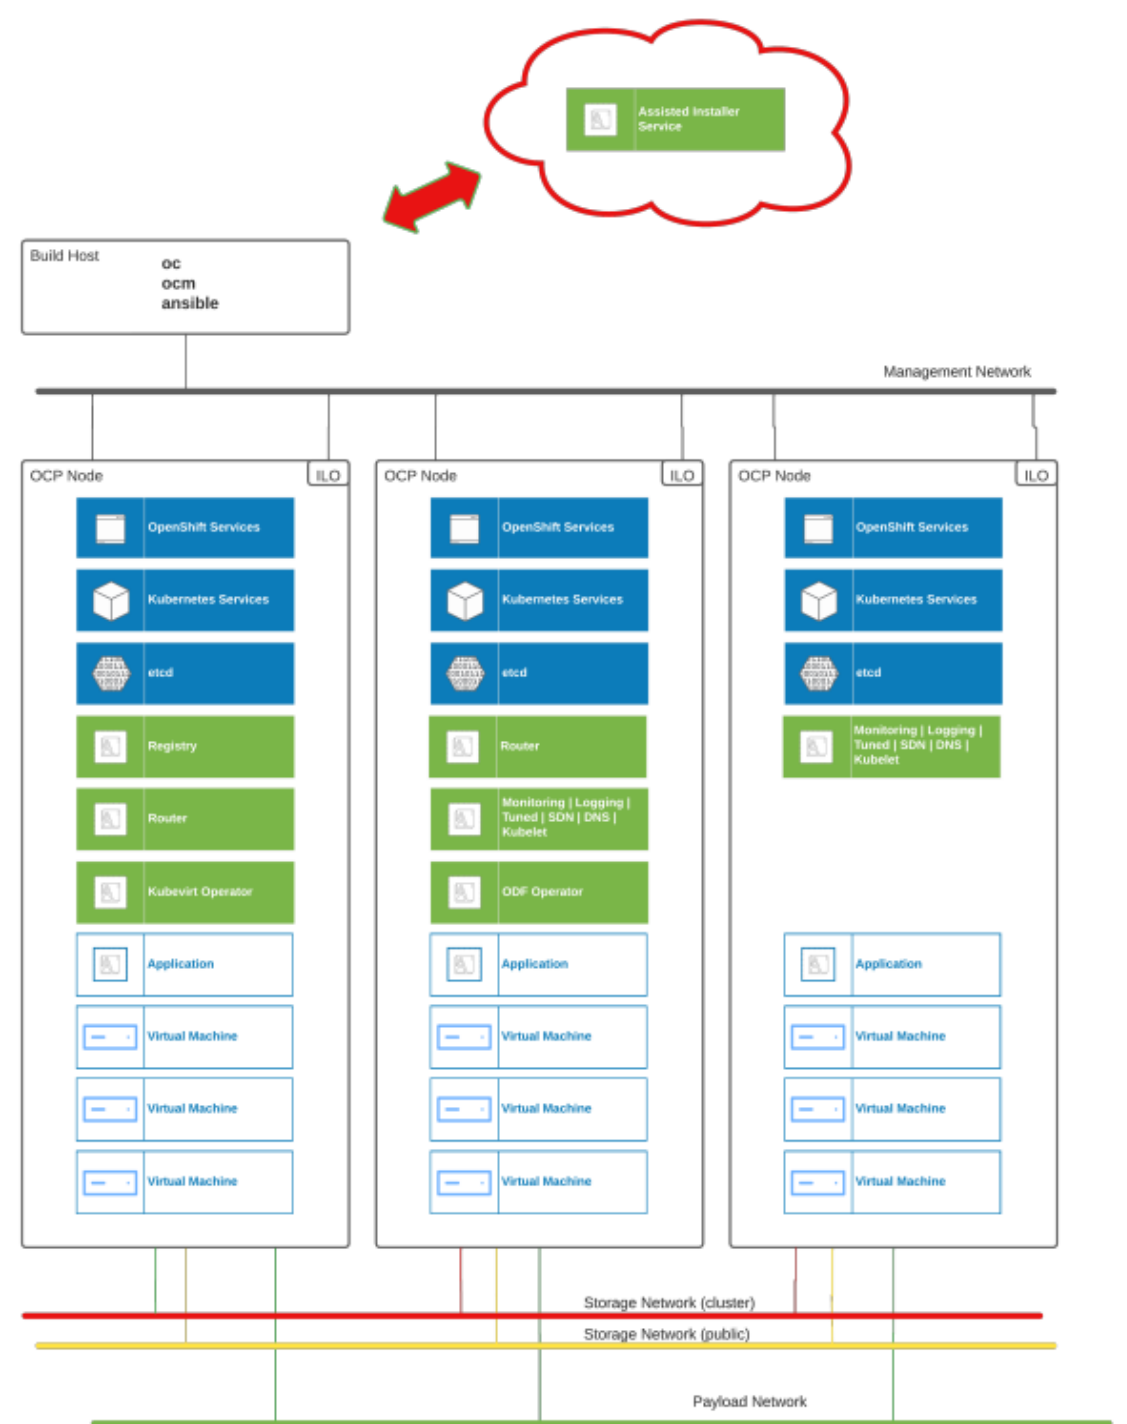 Assisted Installer
Service
Build Host
oc
ocm
ansible
Management Network
OCP Node
ILO
OpenShift Services
Kubernetes Services
etcd
Registry
Router
Kubevirt Operator
Application
Virtual Machine
Virtual Machine
Virtual Machine
OCP Node
ILO
OpenShift Services
Kubernetes Services
etcd
Router
Monitoring | Logging |
Tuned | SDN | DNS |
Kubelet
ODF Operator
Application
Virtual Machine
Virtual Machine
Virtual Machine
OCP Node
ILO
OpenShift Services
Kubernetes Services
etcd
Monitoring | Logging |
Tuned | SDN | DNS |
Kubelet
Application
Virtual Machine
Virtual Machine
Virtual Machine
Storage Network (cluster)
Storage Network (public)
Payload Network